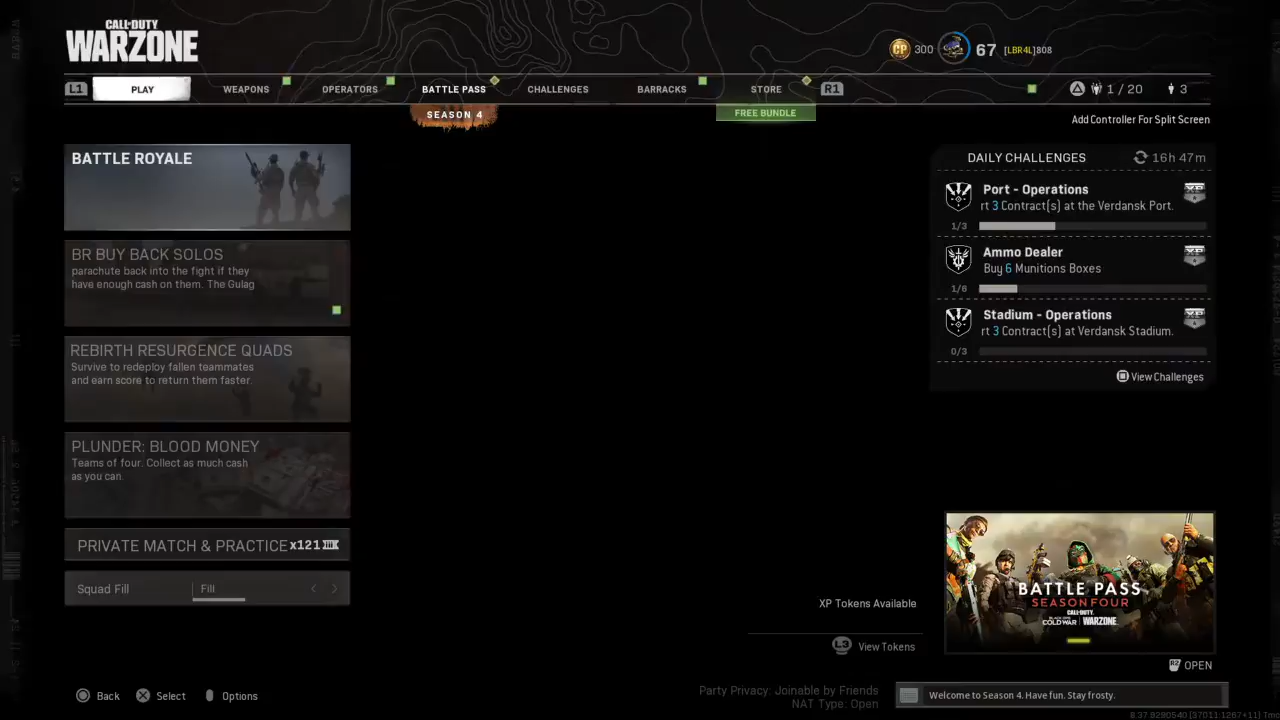 CALL OF DUTY
WARZONE
CP 300 67 [LBR4L]808
L1 PLAY WEAPONS OPERATORS BATTLE PASS CHALLENGES BARRACKS STORE R1 1 / 20 3
SEASON 4
FREE BUNDLE
Add Controller For Split Screen
BATTLE ROYALE
BR BUY BACK SOLOS
parachute back into the fight if they
have enough cash on them. The Gulag
REBIRTH RESURGENCE QUADS
Survive to redeploy fallen teammates
and earn score to return them faster.
PLUNDER: BLOOD MONEY
Teams of four. Collect as much cash
as you can.
PRIVATE MATCH & PRACTICE x121
Squad Fill Fill
DAILY CHALLENGES 16h 47m
Port - Operations XP
rt 3 Contract(s) at the Verdansk Port.
1/3
Ammo Dealer XP
Buy 6 Munitions Boxes
1/6
Stadium - Operations XP
rt 3 Contract(s) at Verdansk Stadium.
0/3
View Challenges
XP Tokens Available
L3 View Tokens
BATTLE PASS
SEASON FOUR
CALL OF DUTY
BLACK OPS
COLD WAR WARZONE
R2 OPEN
Back Select Options
Party Privacy: Joinable by Friends
NAT Type: Open
Welcome to Season 4. Have fun. Stay frosty.